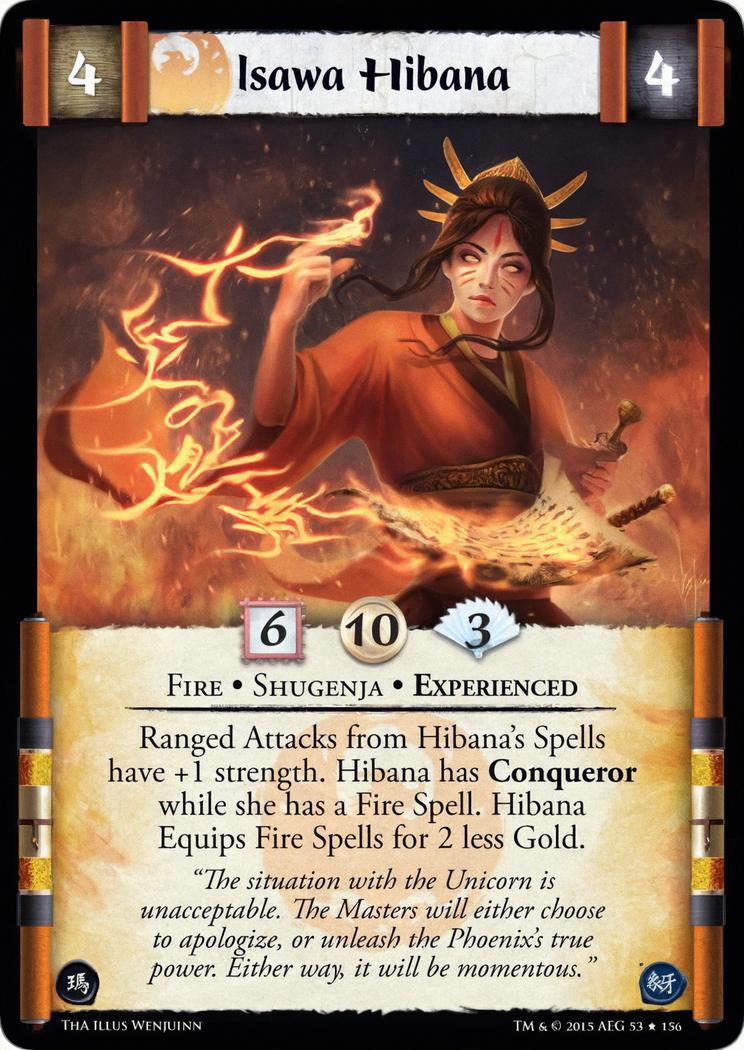 4 Isawa Hibana 4
6 10 3
Fire • Shugenja • Experienced
Ranged Attacks from Hibana's Spells
have +1 strength. Hibana has Conqueror
while she has a Fire Spell. Hibana
Equips Fire Spells for 2 less Gold.
"The situation with the Unicorn is
unacceptable. The Masters will either choose
to apologize, or unleash the Phoenix's true
power. Either way, it will be momentous."
瑪 象牙
Tha Illus Wenjuinn TM & © 2015 AEG 53 ★ 156